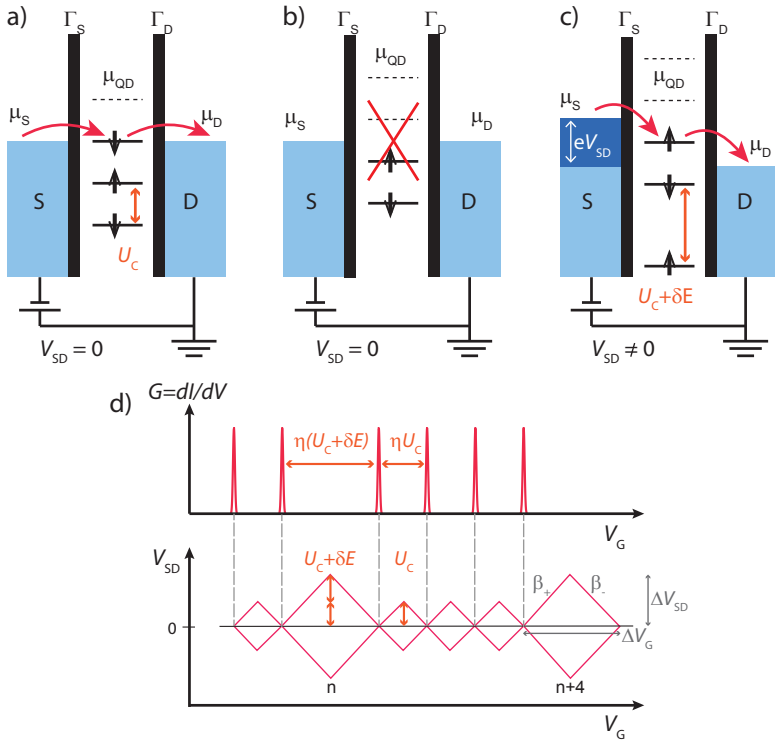 a)
Γ_S Γ_D
μ_QD
μ_S μ_D
S D
U_C
V_SD = 0
b)
Γ_S Γ_D
μ_QD
μ_S μ_D
S D
V_SD = 0
c)
Γ_S Γ_D
μ_QD
μ_S
eV_SD
μ_D
S D
U_C+δE
V_SD ≠ 0
d)
G=dI/dV
η(U_C+δE) ηU_C
V_G
V_SD
U_C+δE U_C
β_+ β_-
ΔV_SD
0
ΔV_G
n n+4
V_G